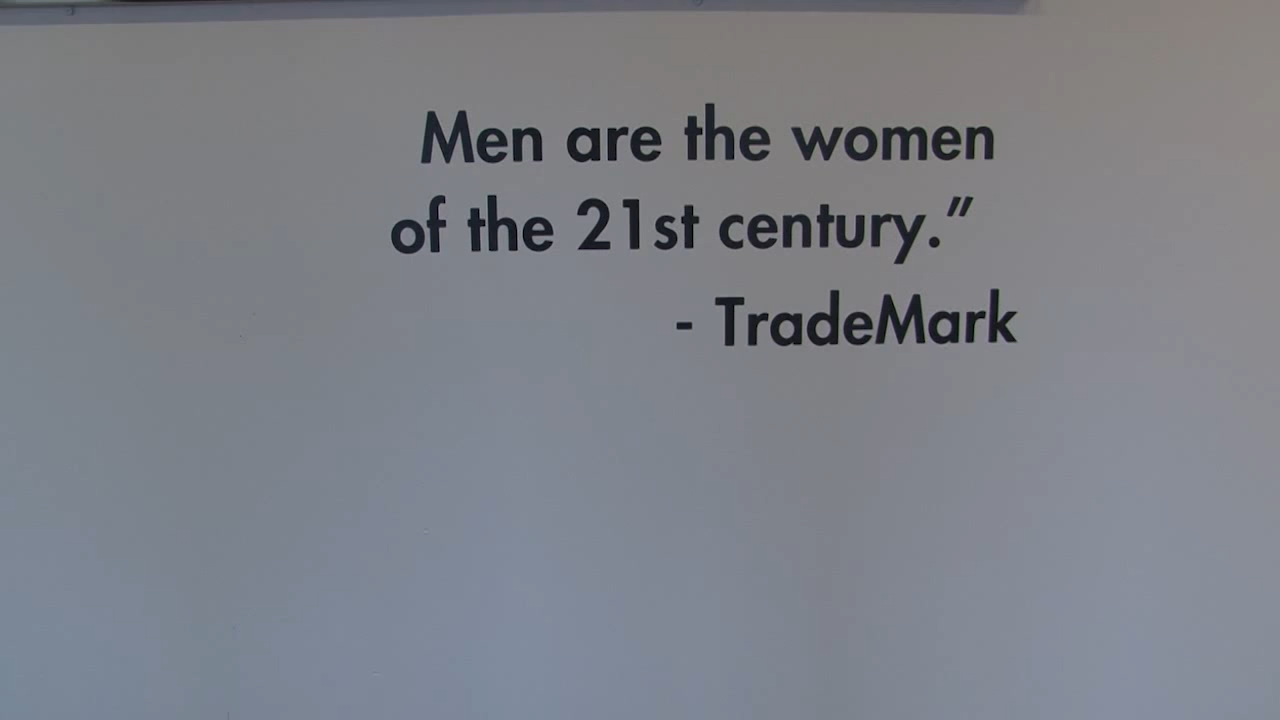 Men are the women
of the 21st century.”
- TradeMark